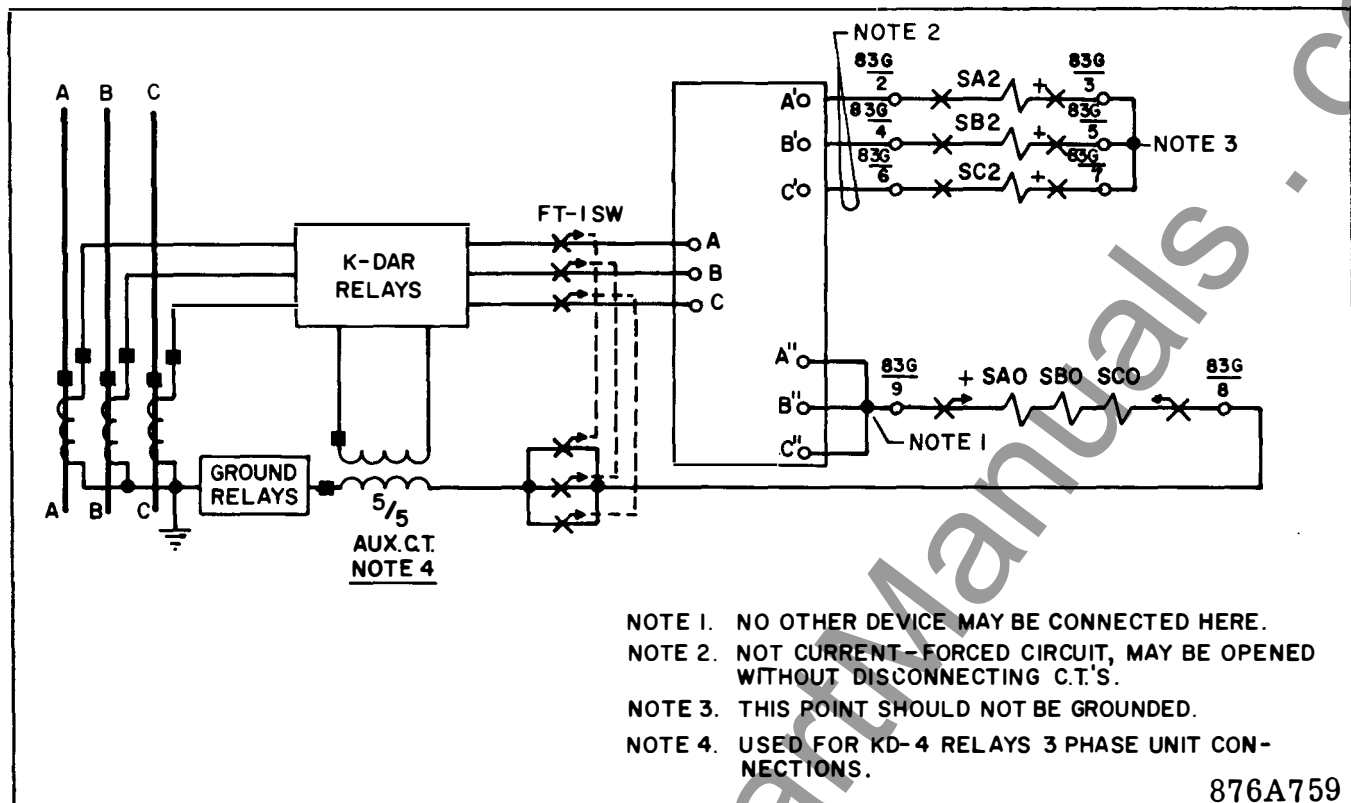 NOTE 2
83G
2
SA2
+
83G
3
A'
83G
4
SB2
+
83G
5
B'
NOTE 3
83G
6
SC2
+
83G
7
C'
A B C
FT-1 SW
K-DAR
RELAYS
A
B
C
A"
83G
9
+ SAO SBO SCO
83G
8
B"
NOTE 1
C"
GROUND
RELAYS
5/5
AUX.C.T.
NOTE 4
A B C
NOTE 1. NO OTHER DEVICE MAY BE CONNECTED HERE.
NOTE 2. NOT CURRENT-FORCED CIRCUIT, MAY BE OPENED
WITHOUT DISCONNECTING C.T.'S.
NOTE 3. THIS POINT SHOULD NOT BE GROUNDED.
NOTE 4. USED FOR KD-4 RELAYS 3 PHASE UNIT CON-
NECTIONS.
876A759